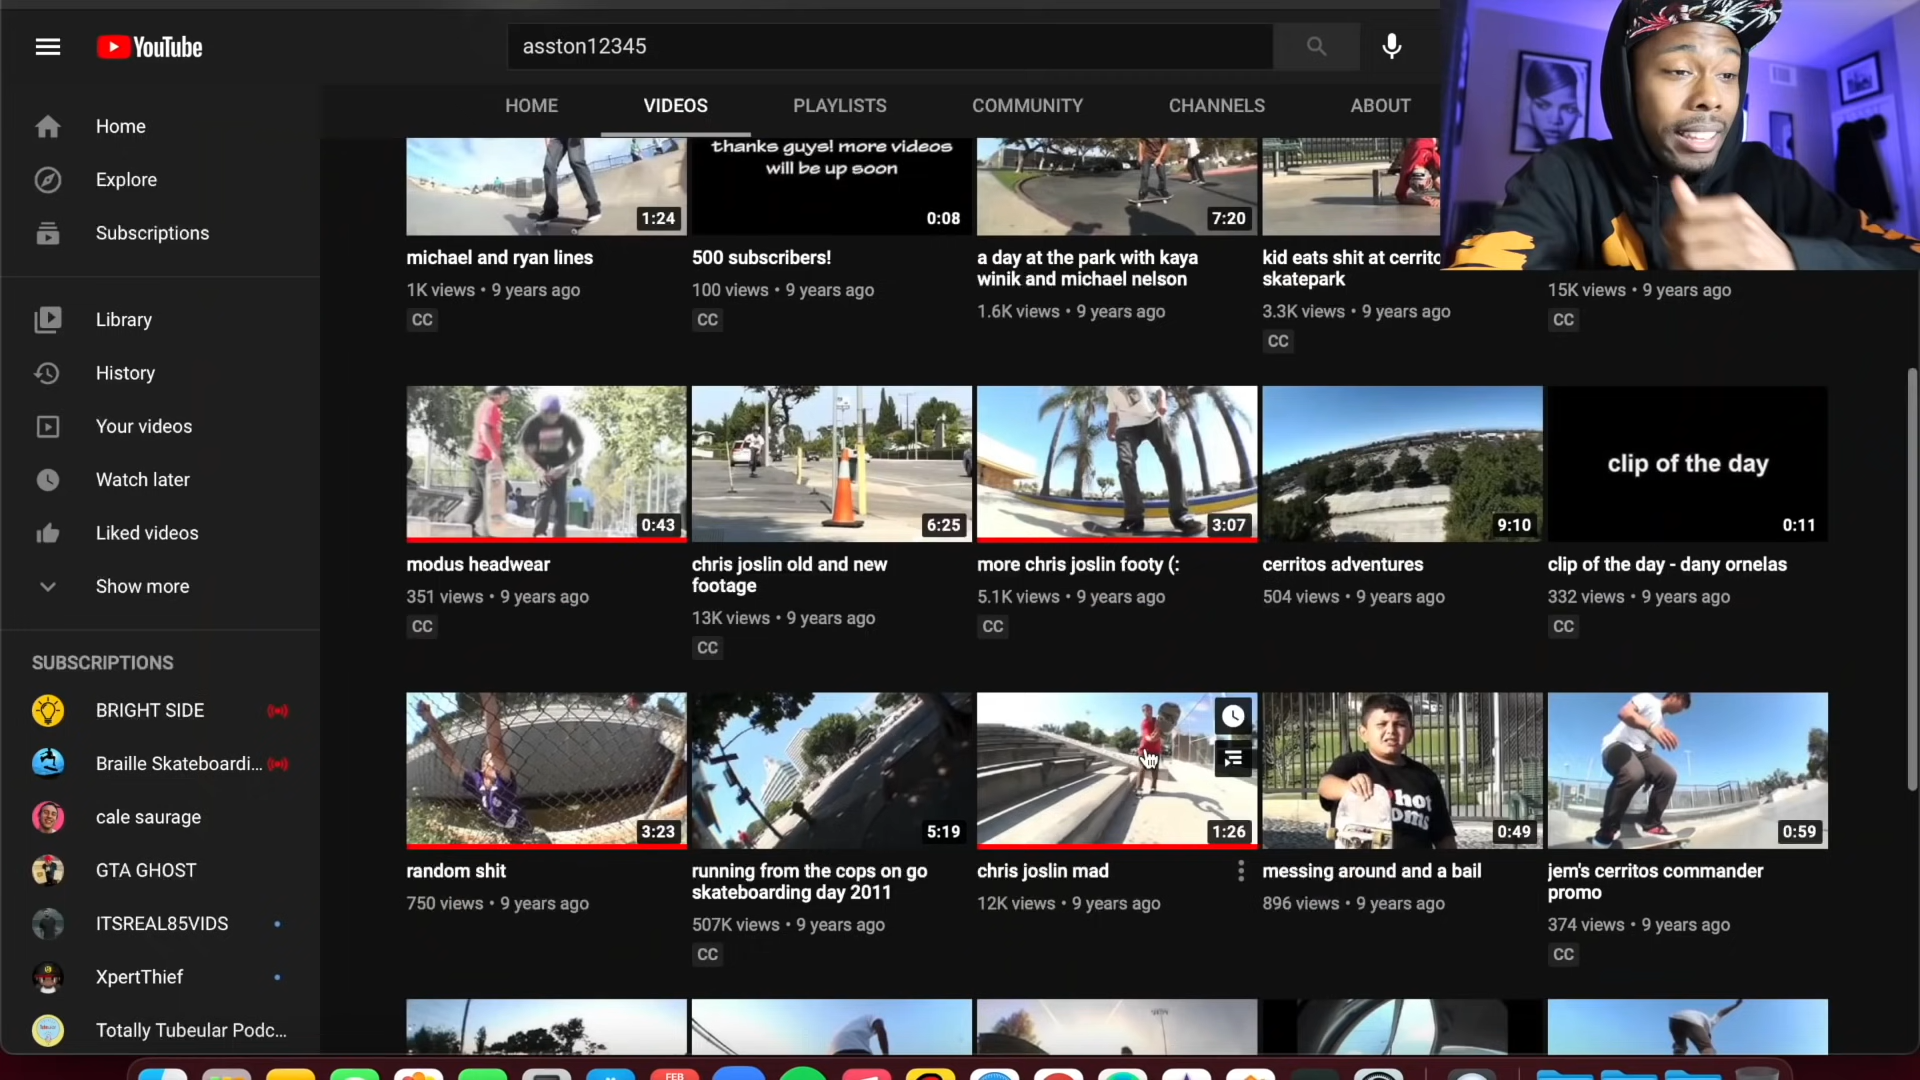 YouTube
asston12345
HOME
VIDEOS
PLAYLISTS
COMMUNITY
CHANNELS
ABOUT
Home
Explore
Subscriptions
Library
History
Your videos
Watch later
Liked videos
Show more
SUBSCRIPTIONS
BRIGHT SIDE
Braille Skateboardi...
cale saurage
GTA GHOST
ITSREAL85VIDS
XpertThief
Totally Tubeular Podc...
1:24
michael and ryan lines
1K views • 9 years ago
CC
thanks guys! more videos
will be up soon
0:08
500 subscribers!
100 views • 9 years ago
CC
7:20
a day at the park with kaya
winik and michael nelson
1.6K views • 9 years ago
kid eats shit at cerrito
skatepark
3.3K views • 9 years ago
CC
15K views • 9 years ago
CC
0:43
modus headwear
351 views • 9 years ago
CC
6:25
chris joslin old and new
footage
13K views • 9 years ago
CC
3:07
more chris joslin footy (:
5.1K views • 9 years ago
CC
9:10
cerritos adventures
504 views • 9 years ago
clip of the day
0:11
clip of the day - dany ornelas
332 views • 9 years ago
CC
3:23
random shit
750 views • 9 years ago
5:19
running from the cops on go
skateboarding day 2011
507K views • 9 years ago
CC
1:26
chris joslin mad
12K views • 9 years ago
hot
oms
0:49
messing around and a bail
896 views • 9 years ago
0:59
jem's cerritos commander
promo
374 views • 9 years ago
CC
FEB